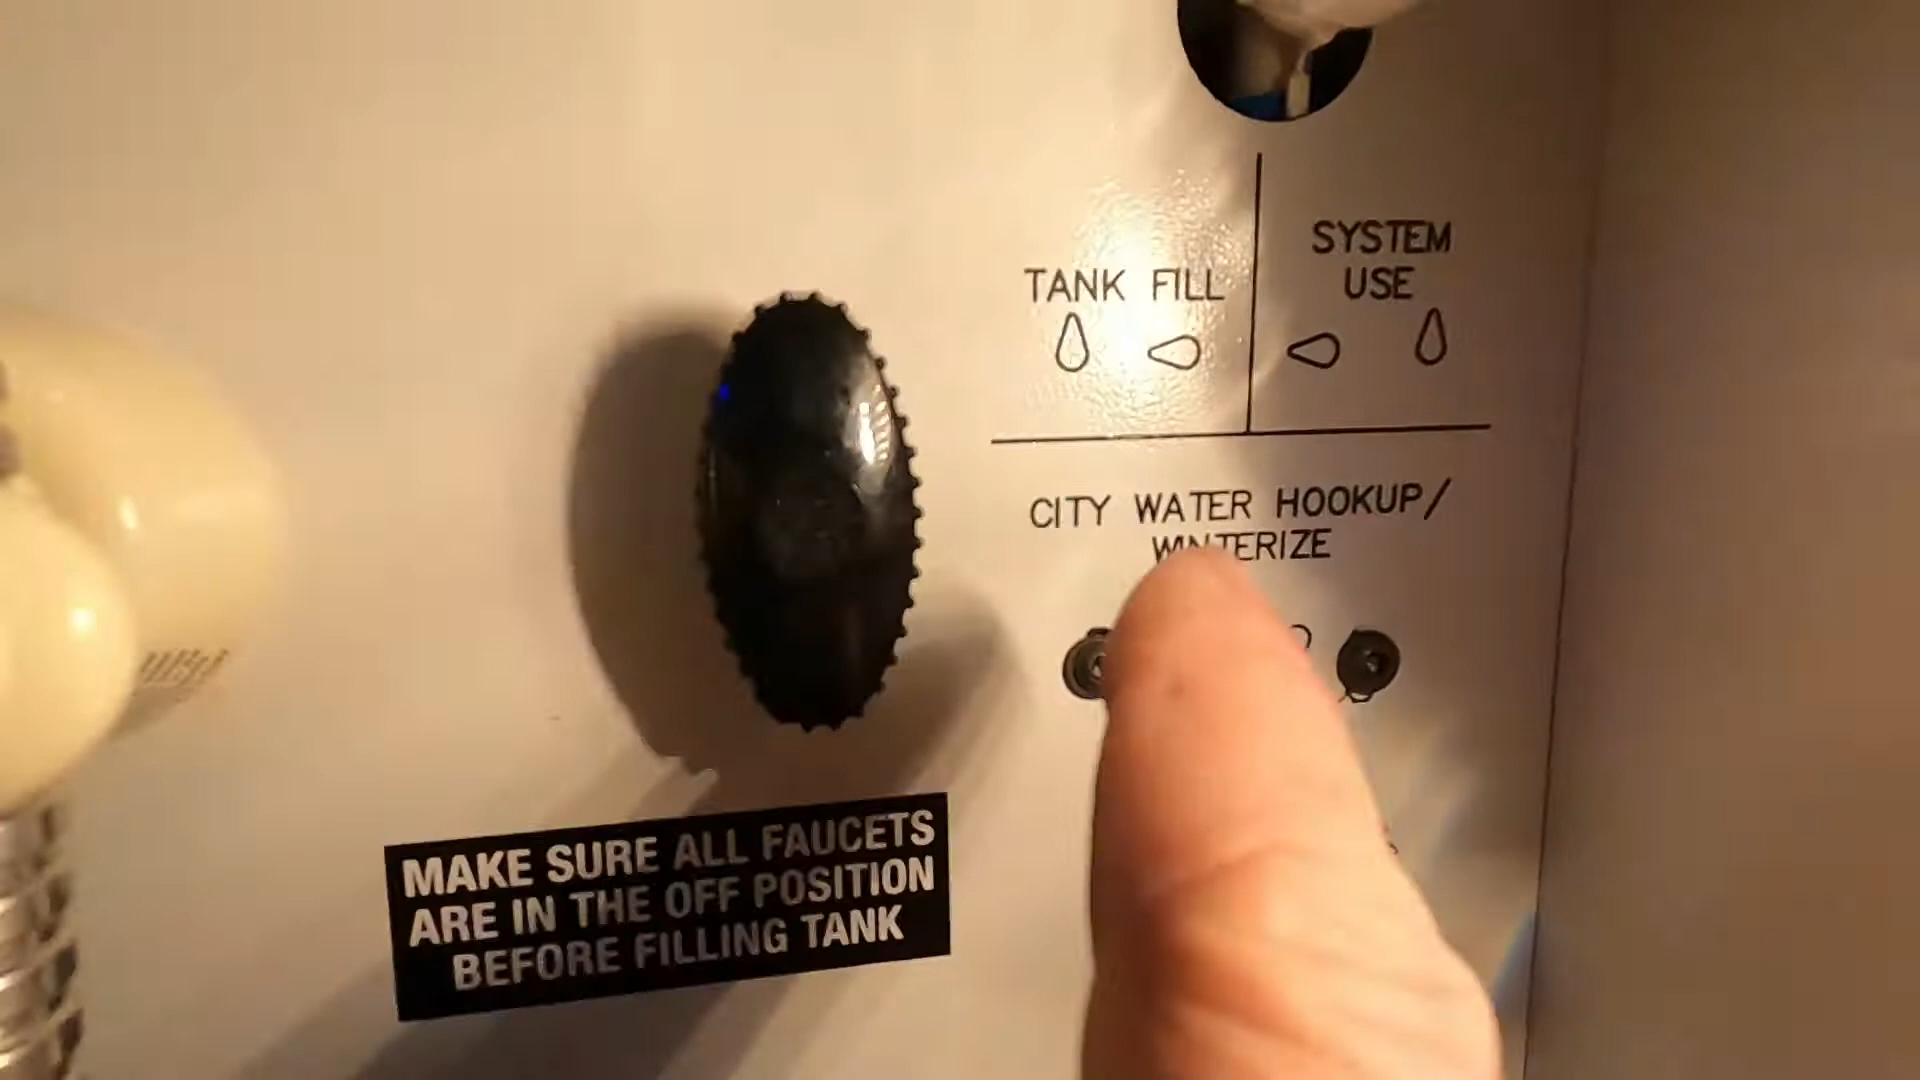 TANK FILL
SYSTEM
USE
CITY WATER HOOKUP/
WINTERIZE
MAKE SURE ALL FAUCETS
ARE IN THE OFF POSITION
BEFORE FILLING TANK